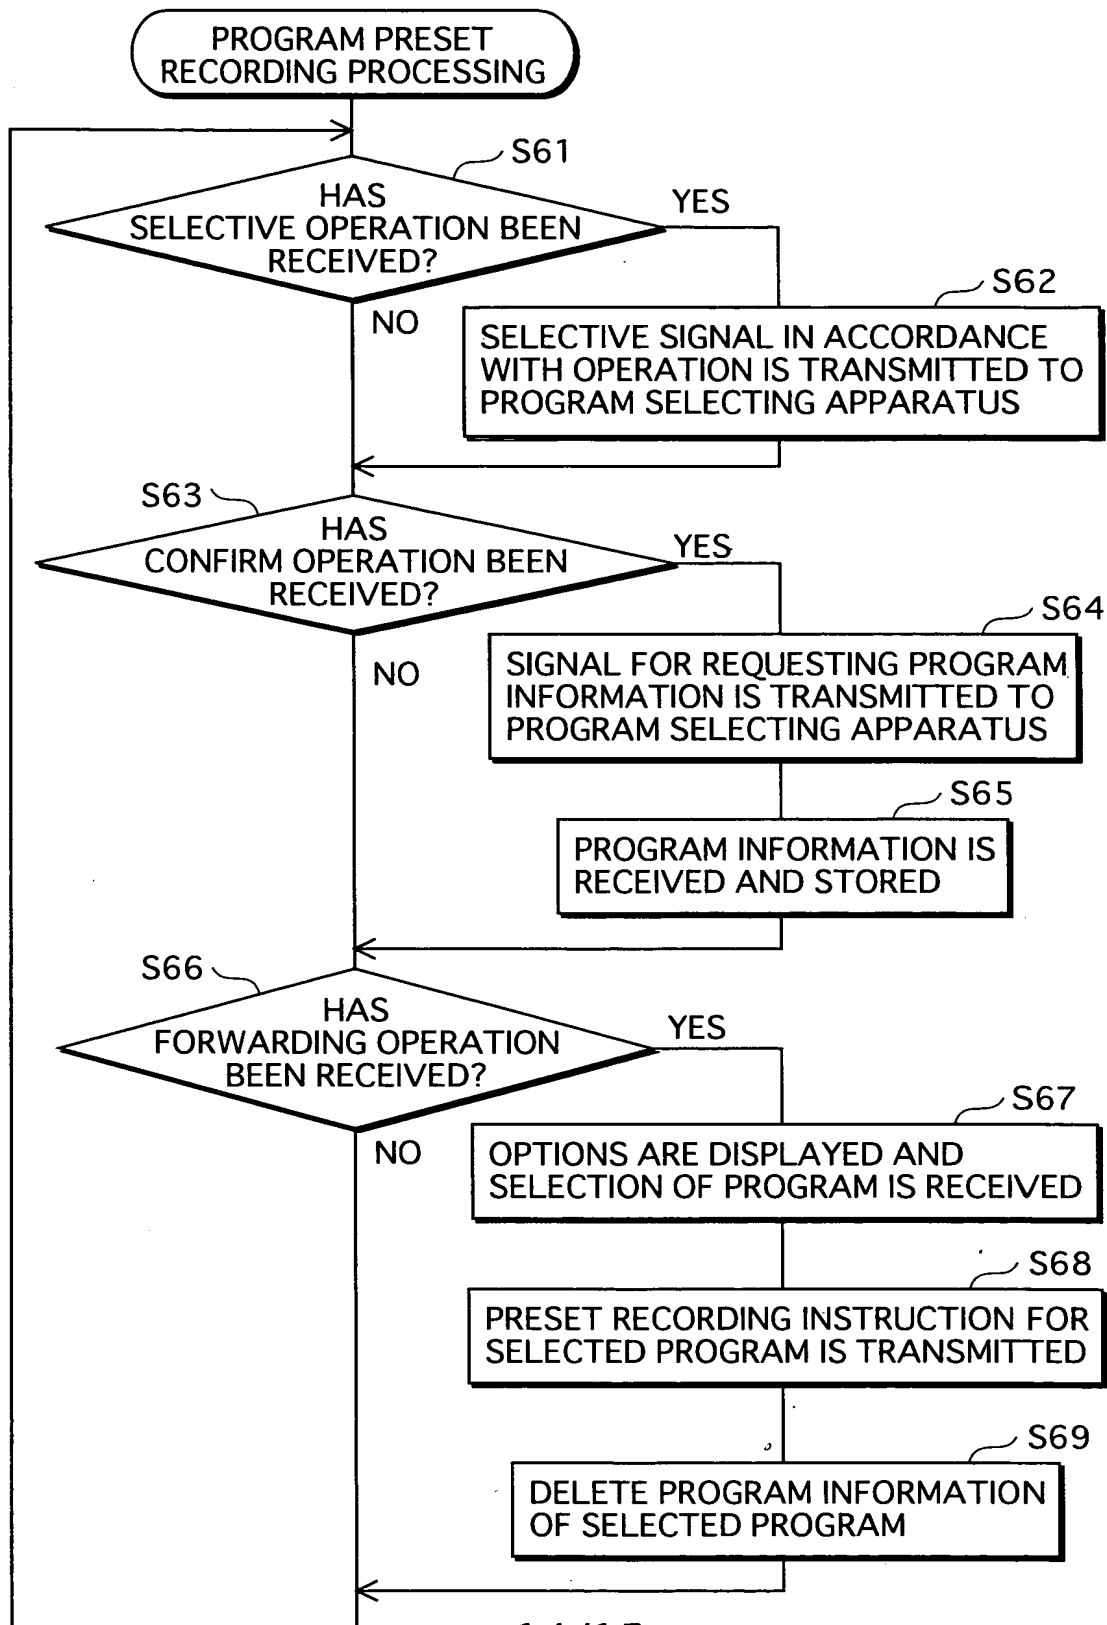 PROGRAM PRESET
RECORDING PROCESSING
S61
HAS
SELECTIVE OPERATION BEEN
RECEIVED?
YES
NO
S62
SELECTIVE SIGNAL IN ACCORDANCE
WITH OPERATION IS TRANSMITTED TO
PROGRAM SELECTING APPARATUS
S63
HAS
CONFIRM OPERATION BEEN
RECEIVED?
YES
NO
S64
SIGNAL FOR REQUESTING PROGRAM
INFORMATION IS TRANSMITTED TO
PROGRAM SELECTING APPARATUS
S65
PROGRAM INFORMATION IS
RECEIVED AND STORED
S66
HAS
FORWARDING OPERATION
BEEN RECEIVED?
YES
NO
S67
OPTIONS ARE DISPLAYED AND
SELECTION OF PROGRAM IS RECEIVED
S68
PRESET RECORDING INSTRUCTION FOR
SELECTED PROGRAM IS TRANSMITTED
S69
DELETE PROGRAM INFORMATION
OF SELECTED PROGRAM